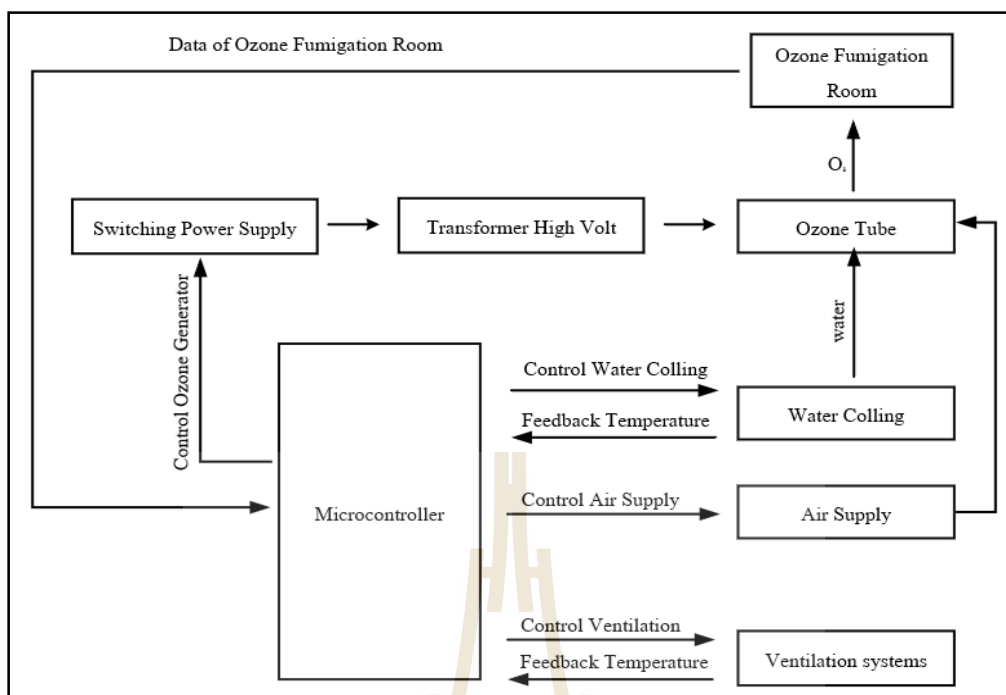 Data of Ozone Fumigation Room
Ozone Fumigation
Room
O₃
Switching Power Supply
Transformer High Volt
Ozone Tube
Control Ozone Generator
water
Control Water Colling
Feedback Temperature
Water Colling
Microcontroller
Control Air Supply
Air Supply
Control Ventilation
Feedback Temperature
Ventilation systems